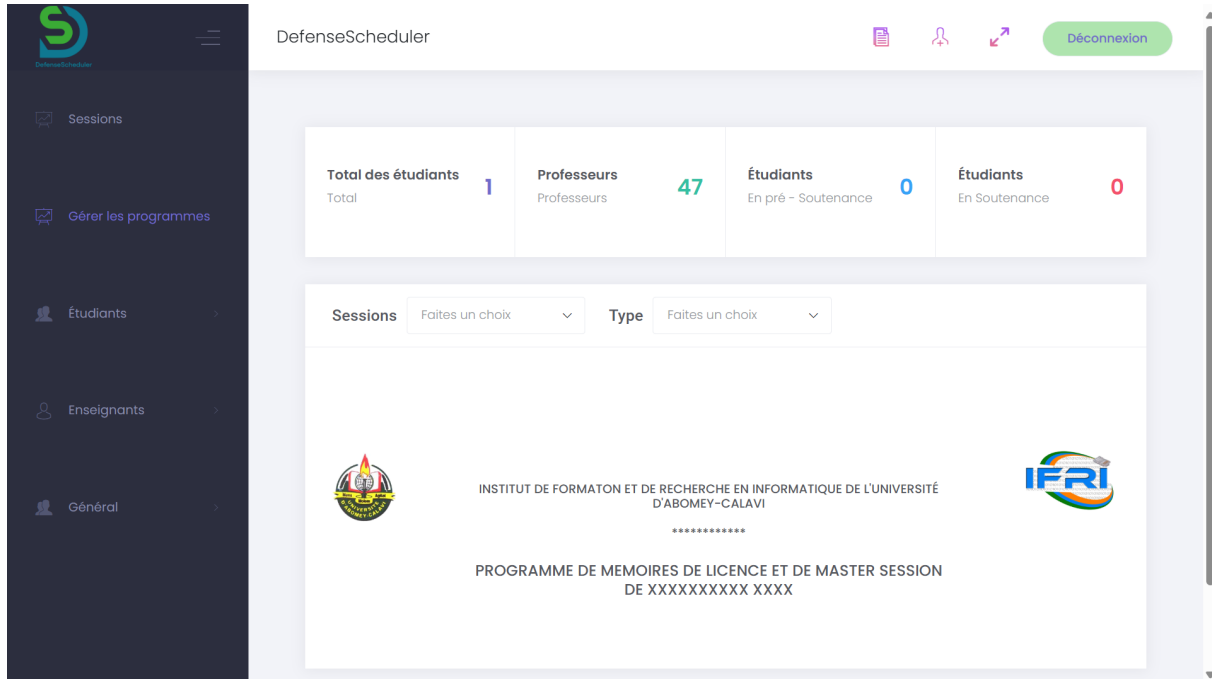 DefenseScheduler
DefenseScheduler
Déconnexion
Sessions
Gérer les programmes
Étudiants
Enseignants
Général
Total des étudiants
Total
1
Professeurs
Professeurs
47
Étudiants
En pré - Soutenance
0
Étudiants
En Soutenance
0
Sessions
Faites un choix
Type
Faites un choix
IFRI
INSTITUT DE FORMATON ET DE RECHERCHE EN INFORMATIQUE DE L'UNIVERSITÉ
D'ABOMEY-CALAVI
************
PROGRAMME DE MEMOIRES DE LICENCE ET DE MASTER SESSION
DE XXXXXXXXXX XXXX